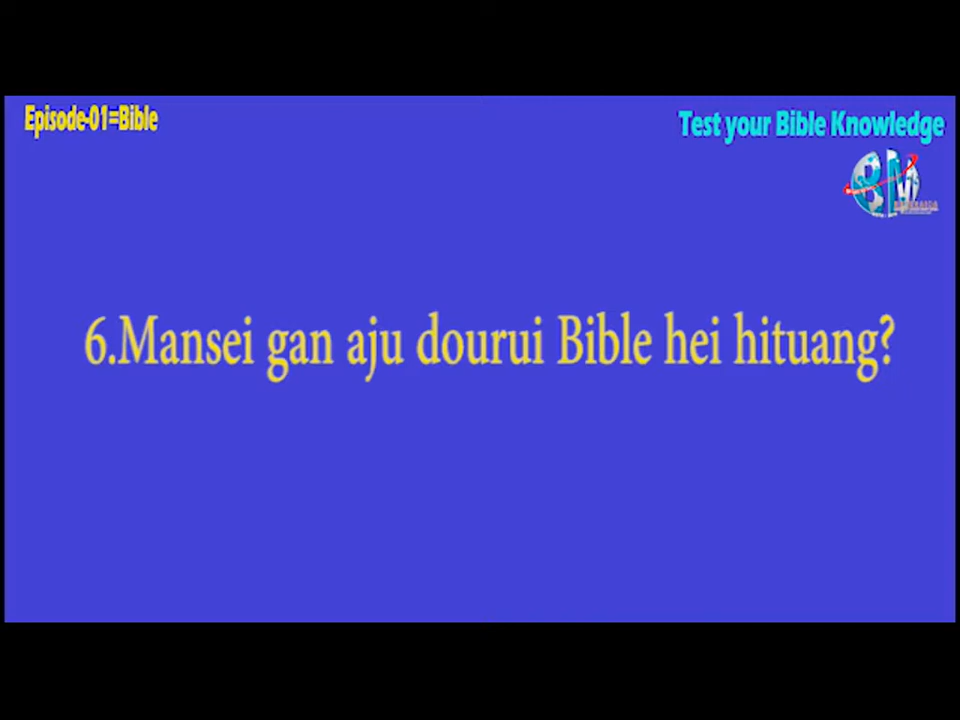 Episode-01=Bible
Test your Bible Knowledge
6.Mansei gan aju dourui Bible hei hituang?